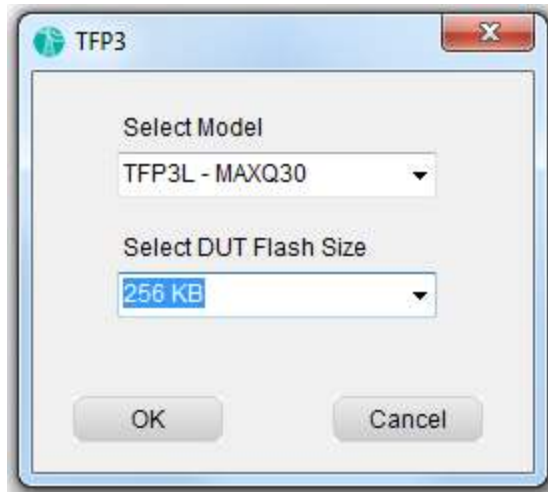 TFP3
Select Model
TFP3L - MAXQ30
Select DUT Flash Size
256 KB
OK Cancel